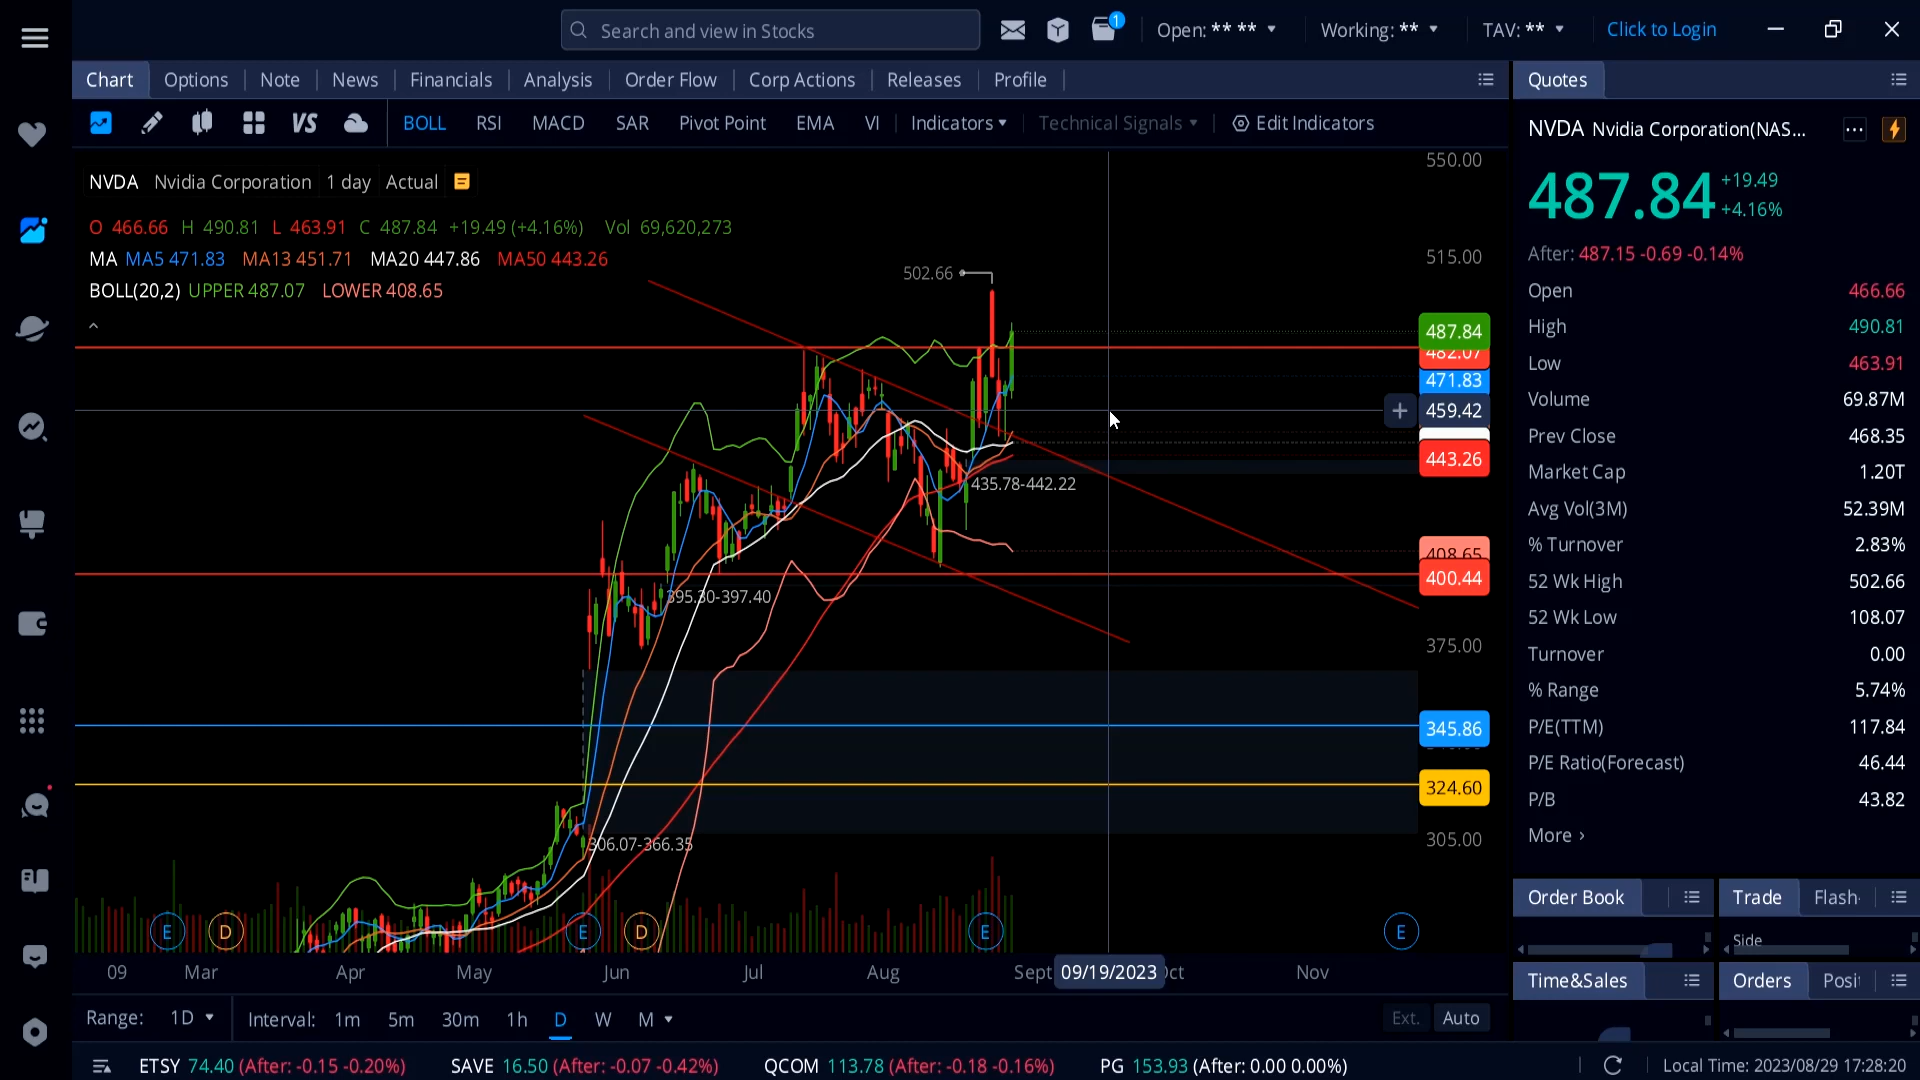 Search and view in Stocks
1
Open: ** **
Working: **
TAV: **
Click to Login
Chart
Options
Note
News
Financials
Analysis
Order Flow
Corp Actions
Releases
Profile
Quotes
VS
BOLL
RSI
MACD
SAR
Pivot Point
EMA
VI
Indicators
Technical Signals
Edit Indicators
NVDA Nvidia Corporation(NAS...
NVDA Nvidia Corporation 1 day Actual
O 466.66 H 490.81 L 463.91 C 487.84 +19.49 (+4.16%) Vol 69,620,273
MA MA5 471.83 MA13 451.71 MA20 447.86 MA50 443.26
BOLL(20,2) UPPER 487.07 LOWER 408.65
502.66
435.78-442.22
395.30-397.40
306.07-366.35
550.00
515.00
487.84
482.07
471.83
459.42
443.26
408.65
400.44
375.00
345.86
324.60
305.00
E
D
E
D
E
E
09
Mar
Apr
May
Jun
Jul
Aug
Sept
09/19/2023
Oct
Nov
Range: 1D
Interval: 1m 5m 30m 1h D W M
Ext.
Auto
487.84
+19.49
+4.16%
After: 487.15 -0.69 -0.14%
Open 466.66
High 490.81
Low 463.91
Volume 69.87M
Prev Close 468.35
Market Cap 1.20T
Avg Vol(3M) 52.39M
% Turnover 2.83%
52 Wk High 502.66
52 Wk Low 108.07
Turnover 0.00
% Range 5.74%
P/E(TTM) 117.84
P/E Ratio(Forecast) 46.44
P/B 43.82
More ›
Order Book
Trade
Flash
Side
Time&Sales
Orders
Posi
ETSY 74.40 (After: -0.15 -0.20%)
SAVE 16.50 (After: -0.07 -0.42%)
QCOM 113.78 (After: -0.18 -0.16%)
PG 153.93 (After: 0.00 0.00%)
Local Time: 2023/08/29 17:28:20